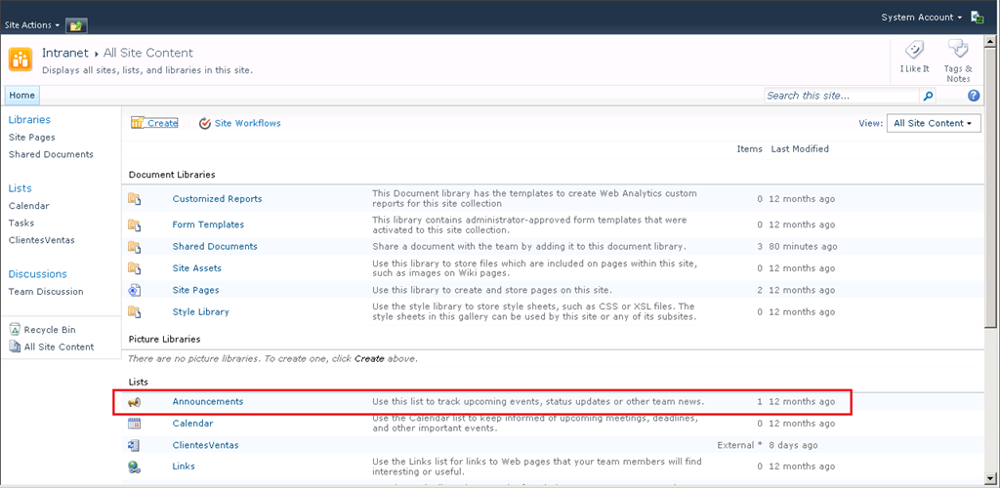 Site Actions
System Account
Intranet ▸ All Site Content
Displays all sites, lists, and libraries in this site.
I Like It
Tags &
Notes
Home
Search this site...
Libraries
Site Pages
Shared Documents
Lists
Calendar
Tasks
ClientesVentas
Discussions
Team Discussion
Recycle Bin
All Site Content
Create
Site Workflows
View: All Site Content
Items Last Modified
Document Libraries
Customized Reports This Document library has the templates to create Web Analytics custom 0 12 months ago
reports for this site collection
Form Templates This library contains administrator-approved form templates that were 0 12 months ago
activated to this site collection.
Shared Documents Share a document with the team by adding it to this document library. 3 80 minutes ago
Site Assets Use this library to store files which are included on pages within this site, 0 12 months ago
such as images on Wiki pages.
Site Pages Use this library to create and store pages on this site. 2 12 months ago
Style Library Use the style library to store style sheets, such as CSS or XSL files. The 0 12 months ago
style sheets in this gallery can be used by this site or any of its subsites.
Picture Libraries
There are no picture libraries. To create one, click Create above.
Lists
Announcements Use this list to track upcoming events, status updates or other team news. 1 12 months ago
Calendar Use the Calendar list to keep informed of upcoming meetings, deadlines, 0 12 months ago
and other important events.
ClientesVentas External * 8 days ago
Links Use the Links list for links to Web pages that your team members will find 0 12 months ago
interesting or useful.